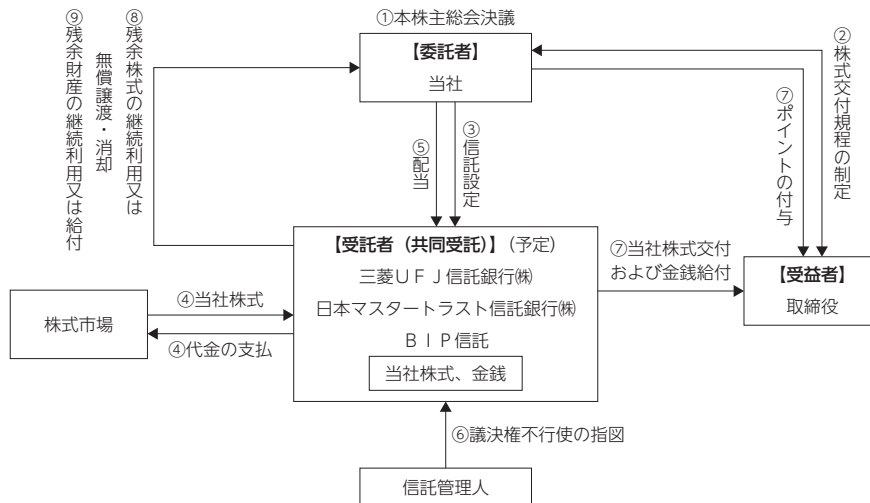 ①本株主総会決議
【委託者】
当社
②株式交付規程の制定
⑦ポイントの付与
③信託設定
⑤配当
⑧残余株式の継続利用又は
無償譲渡・消却
⑨残余財産の継続利用又は給付
【受託者（共同受託）】（予定）
三菱ＵＦＪ信託銀行㈱
日本マスタートラスト信託銀行㈱
ＢＩＰ信託
当社株式、金銭
⑦当社株式交付
および金銭給付
【受益者】
取締役
株式市場
④当社株式
④代金の支払
⑥議決権不行使の指図
信託管理人